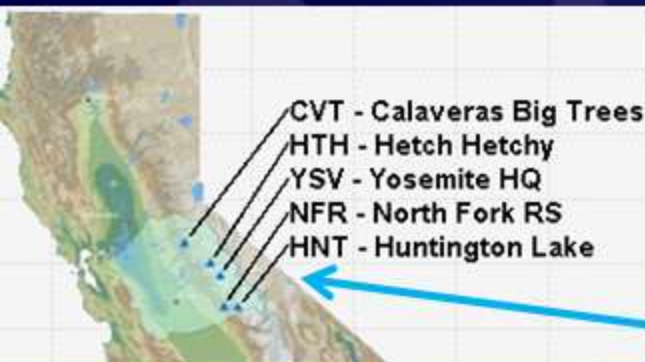 CVT - Calaveras Big Trees
HTH - Hetch Hetchy
YSV - Yosemite HQ
NFR - North Fork RS
HNT - Huntington Lake